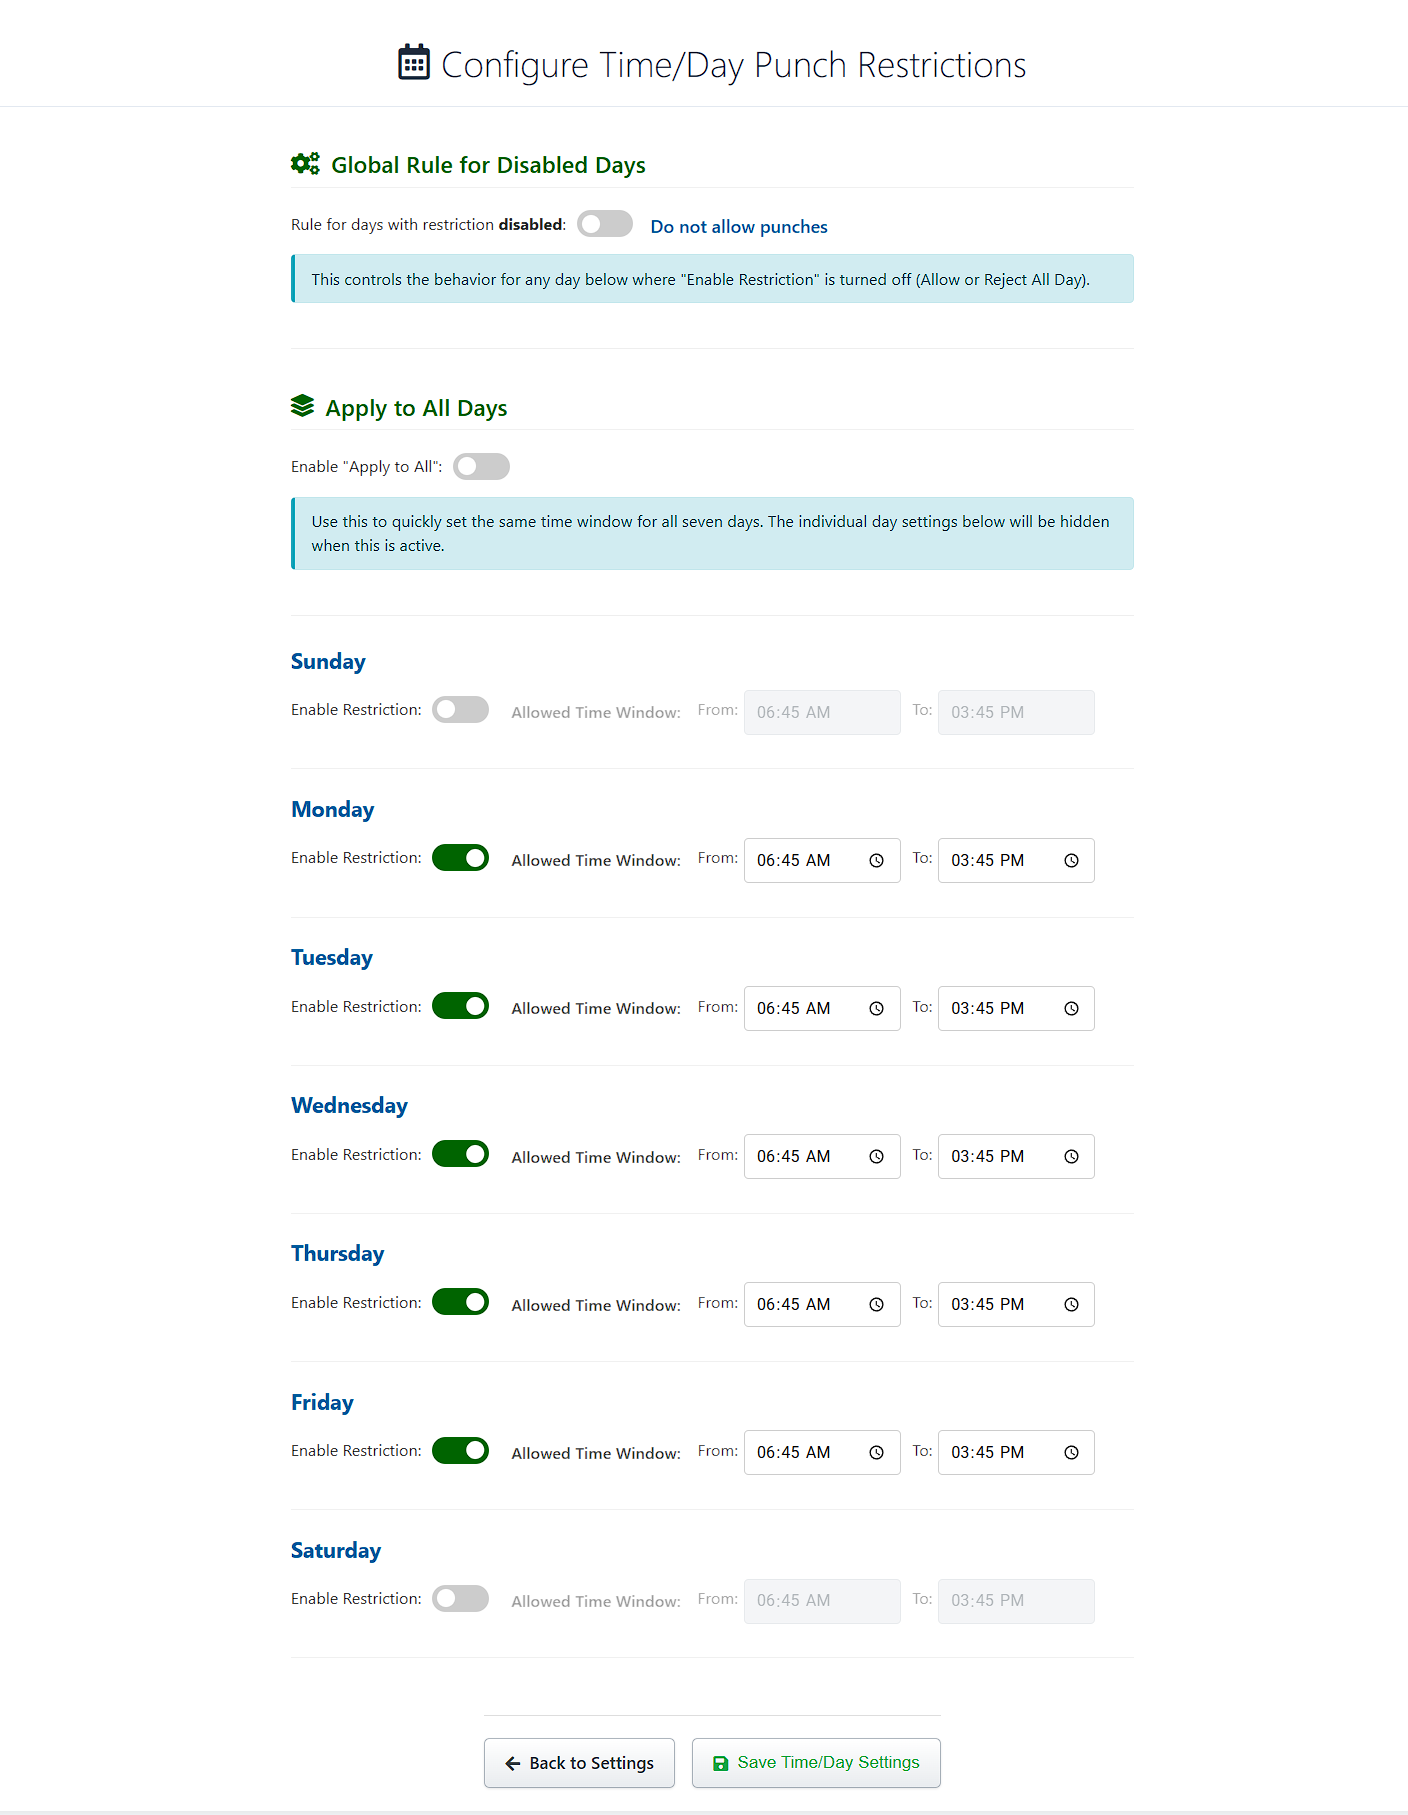 Configure Time/Day Punch Restrictions
Global Rule for Disabled Days
Rule for days with restriction disabled: Do not allow punches
This controls the behavior for any day below where "Enable Restriction" is turned off (Allow or Reject All Day).
Apply to All Days
Enable "Apply to All":
Use this to quickly set the same time window for all seven days. The individual day settings below will be hidden
when this is active.
Sunday
Enable Restriction: Allowed Time Window: From: 06:45 AM To: 03:45 PM
Monday
Enable Restriction: Allowed Time Window: From: 06:45 AM To: 03:45 PM
Tuesday
Enable Restriction: Allowed Time Window: From: 06:45 AM To: 03:45 PM
Wednesday
Enable Restriction: Allowed Time Window: From: 06:45 AM To: 03:45 PM
Thursday
Enable Restriction: Allowed Time Window: From: 06:45 AM To: 03:45 PM
Friday
Enable Restriction: Allowed Time Window: From: 06:45 AM To: 03:45 PM
Saturday
Enable Restriction: Allowed Time Window: From: 06:45 AM To: 03:45 PM
Back to Settings Save Time/Day Settings